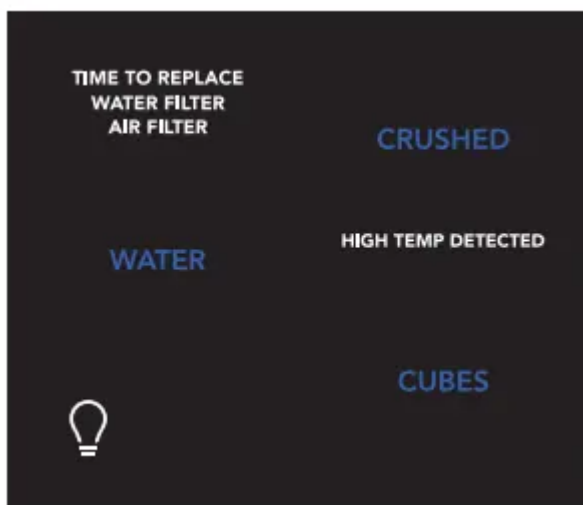 TIME TO REPLACE
WATER FILTER
AIR FILTER
CRUSHED
HIGH TEMP DETECTED
WATER
CUBES